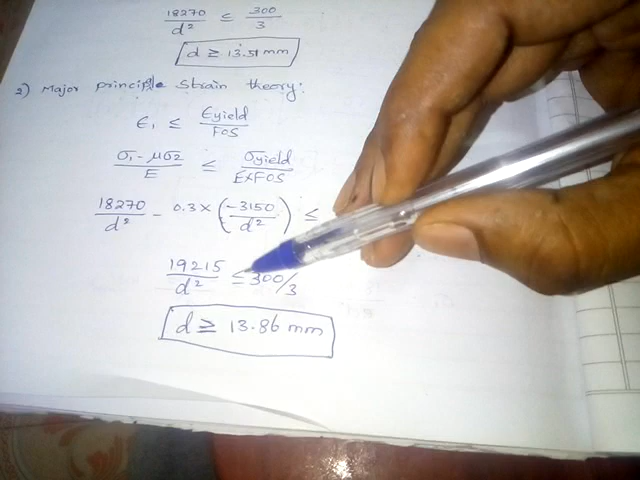 18270/d² ≤ 300/3
d ≥ 13.51 mm
2) Major principle strain theory:
ϵ₁ ≤ ϵyield/FOS
σ₁ - μσ₂/E ≤ σyield/E×FOS
18270/d² - 0.3 × (-3150/d²) ≤
19215/d² ≤ 300/3
d ≥ 13.86 mm